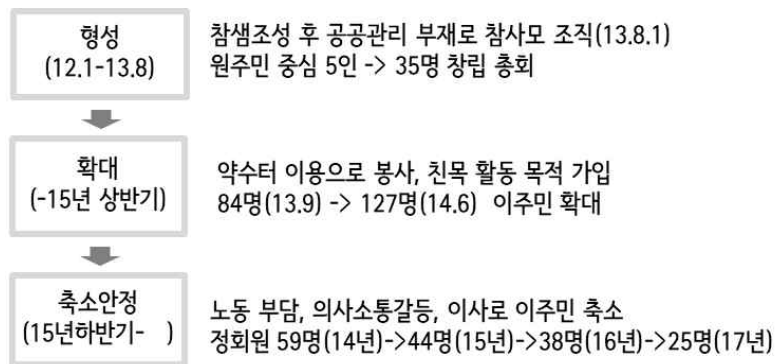 형성
(12.1-13.8)
참샘조성 후 공공관리 부재로 참사모 조직(13.8.1)
원주민 중심 5인 -> 35명 창립 총회
확대
(-15년 상반기)
약수터 이용으로 봉사, 친목 활동 목적 가입
84명(13.9) -> 127명(14.6) 이주민 확대
축소안정
(15년하반기- )
노동 부담, 의사소통갈등, 이사로 이주민 축소
정회원 59명(14년)->44명(15년)->38명(16년)->25명(17년)